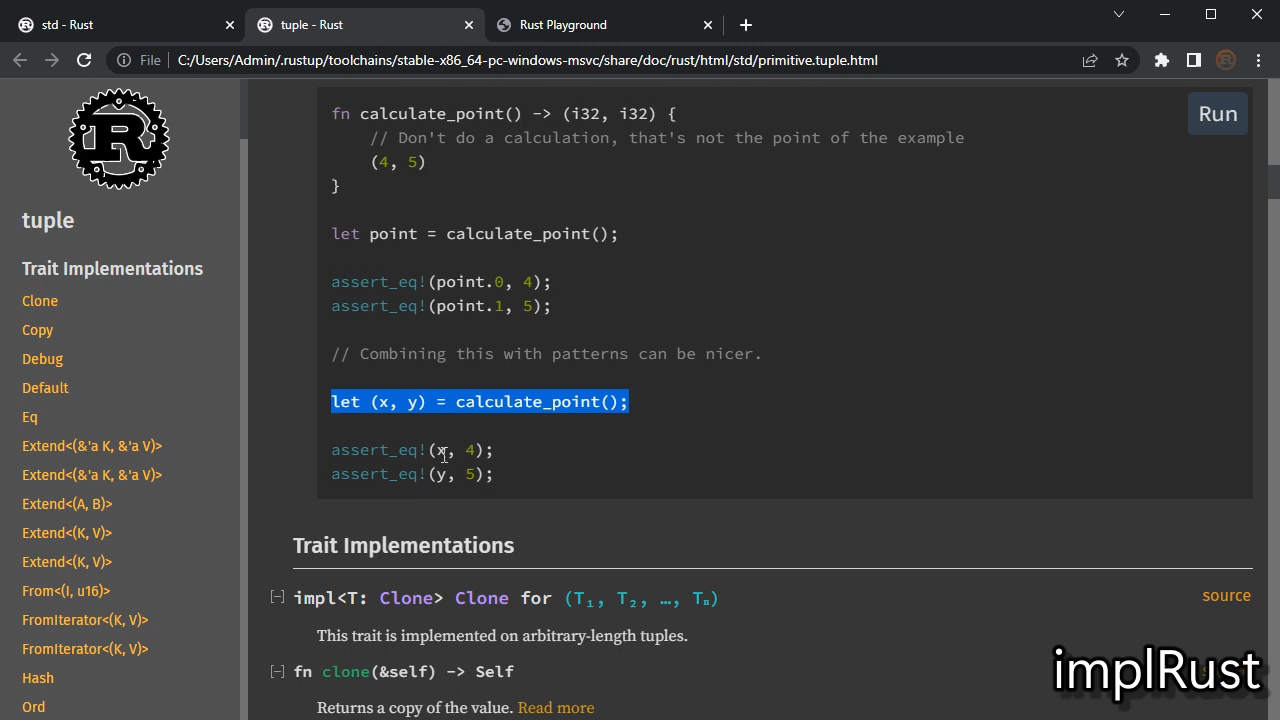 std - Rust
tuple - Rust
Rust Playground
File
C:/Users/Admin/.rustup/toolchains/stable-x86_64-pc-windows-msvc/share/doc/rust/html/std/primitive.tuple.html
R
tuple
Trait Implementations
Clone
Copy
Debug
Default
Eq
Extend<(&'a K, &'a V)>
Extend<(&'a K, &'a V)>
Extend<(A, B)>
Extend<(K, V)>
Extend<(K, V)>
From<(I, u16)>
FromIterator<(K, V)>
FromIterator<(K, V)>
Hash
Ord
fn calculate_point() -> (i32, i32) {
// Don't do a calculation, that's not the point of the example
(4, 5)
}
Run
let point = calculate_point();
assert_eq!(point.0, 4);
assert_eq!(point.1, 5);
// Combining this with patterns can be nicer.
let (x, y) = calculate_point();
assert_eq!(x, 4);
assert_eq!(y, 5);
Trait Implementations
[-] impl<T: Clone> Clone for (T₁, T₂, …, Tₙ)
source
This trait is implemented on arbitrary-length tuples.
[-] fn clone(&self) -> Self
Returns a copy of the value. Read more
implRust